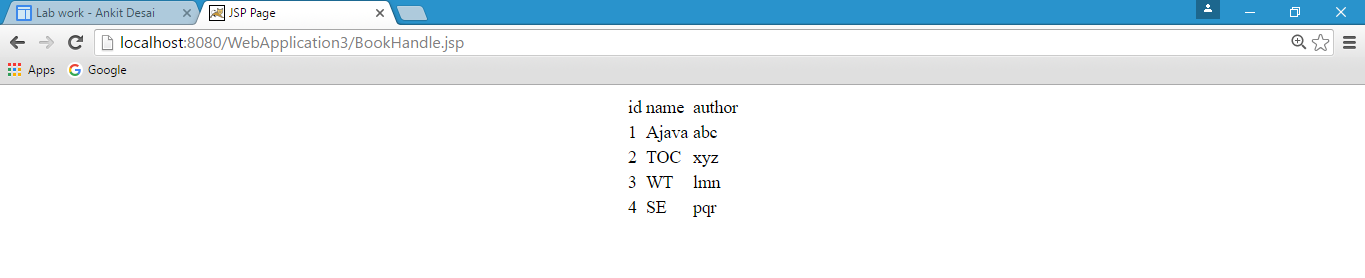 Lab work - Ankit Desai JSP Page
localhost:8080/WebApplication3/BookHandle.jsp
Apps Google
id name author
1 Ajava abc
2 TOC xyz
3 WT lmn
4 SE pqr